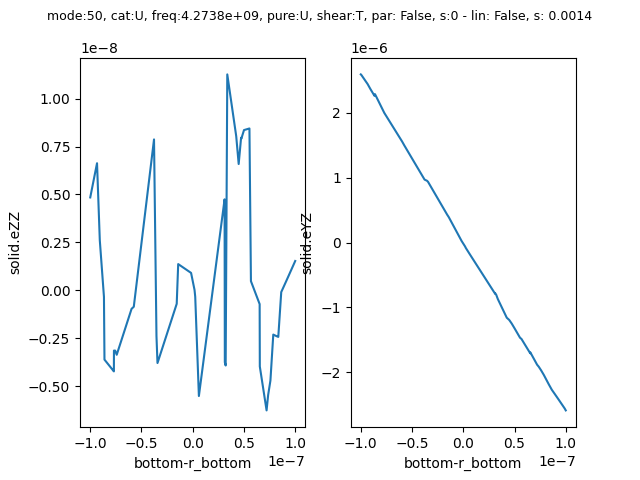 mode:50, cat:U, freq:4.2738e+09, pure:U, shear:T, par: False, s:0 - lin: False, s: 0.0014
1e−8
1.00
0.75
0.50
0.25
0.00
−0.25
−0.50
solid.eZZ
−1.0 −0.5 0.0 0.5 1.0
bottom-r_bottom 1e−7
1e−6
2
1
0
−1
−2
solid.eYZ
−1.0 −0.5 0.0 0.5 1.0
bottom-r_bottom 1e−7